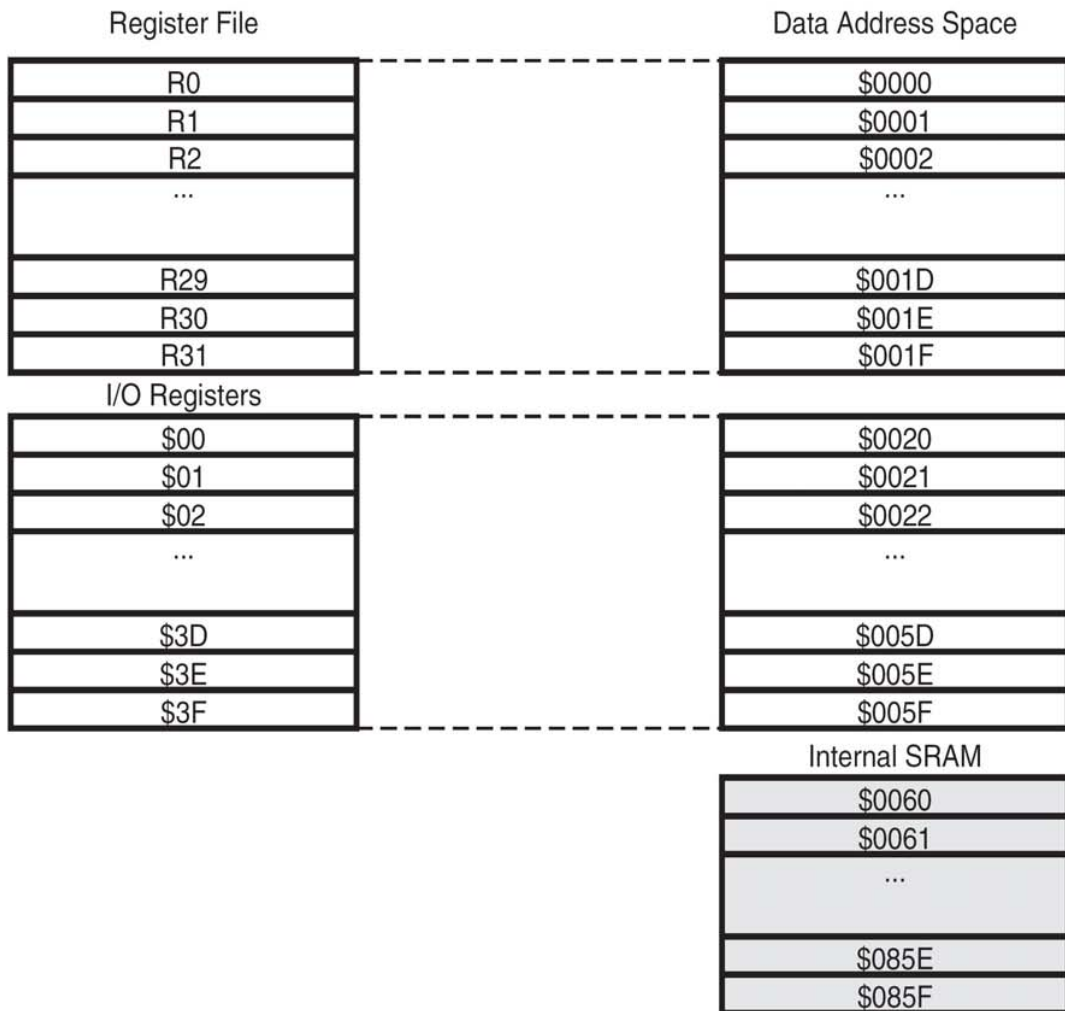 Register File
Data Address Space
R0
$0000
R1
$0001
R2
$0002
...
...
R29
$001D
R30
$001E
R31
$001F
I/O Registers
$00
$0020
$01
$0021
$02
$0022
...
...
$3D
$005D
$3E
$005E
$3F
$005F
Internal SRAM
$0060
$0061
...
$085E
$085F